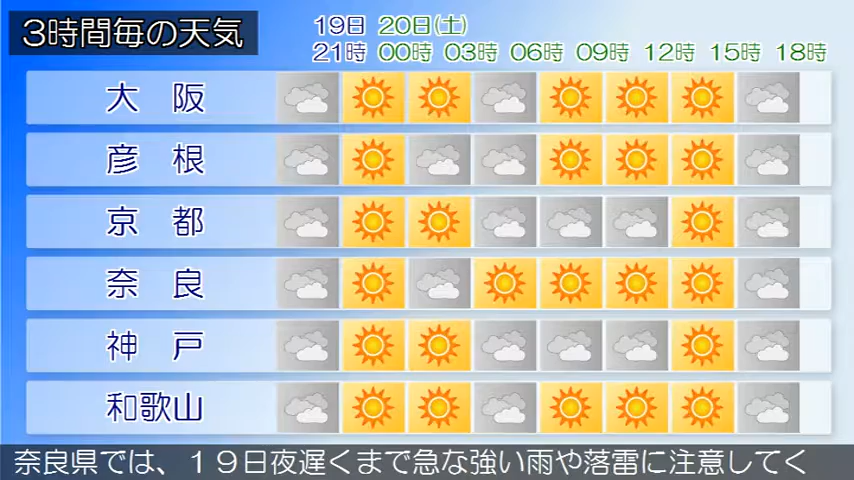 3時間毎の天気
19日 20日(土)
21時 00時 03時 06時 09時 12時 15時 18時
大阪
彦根
京都
奈良
神戸
和歌山
奈良県では、１９日夜遅くまで急な強い雨や落雷に注意してく